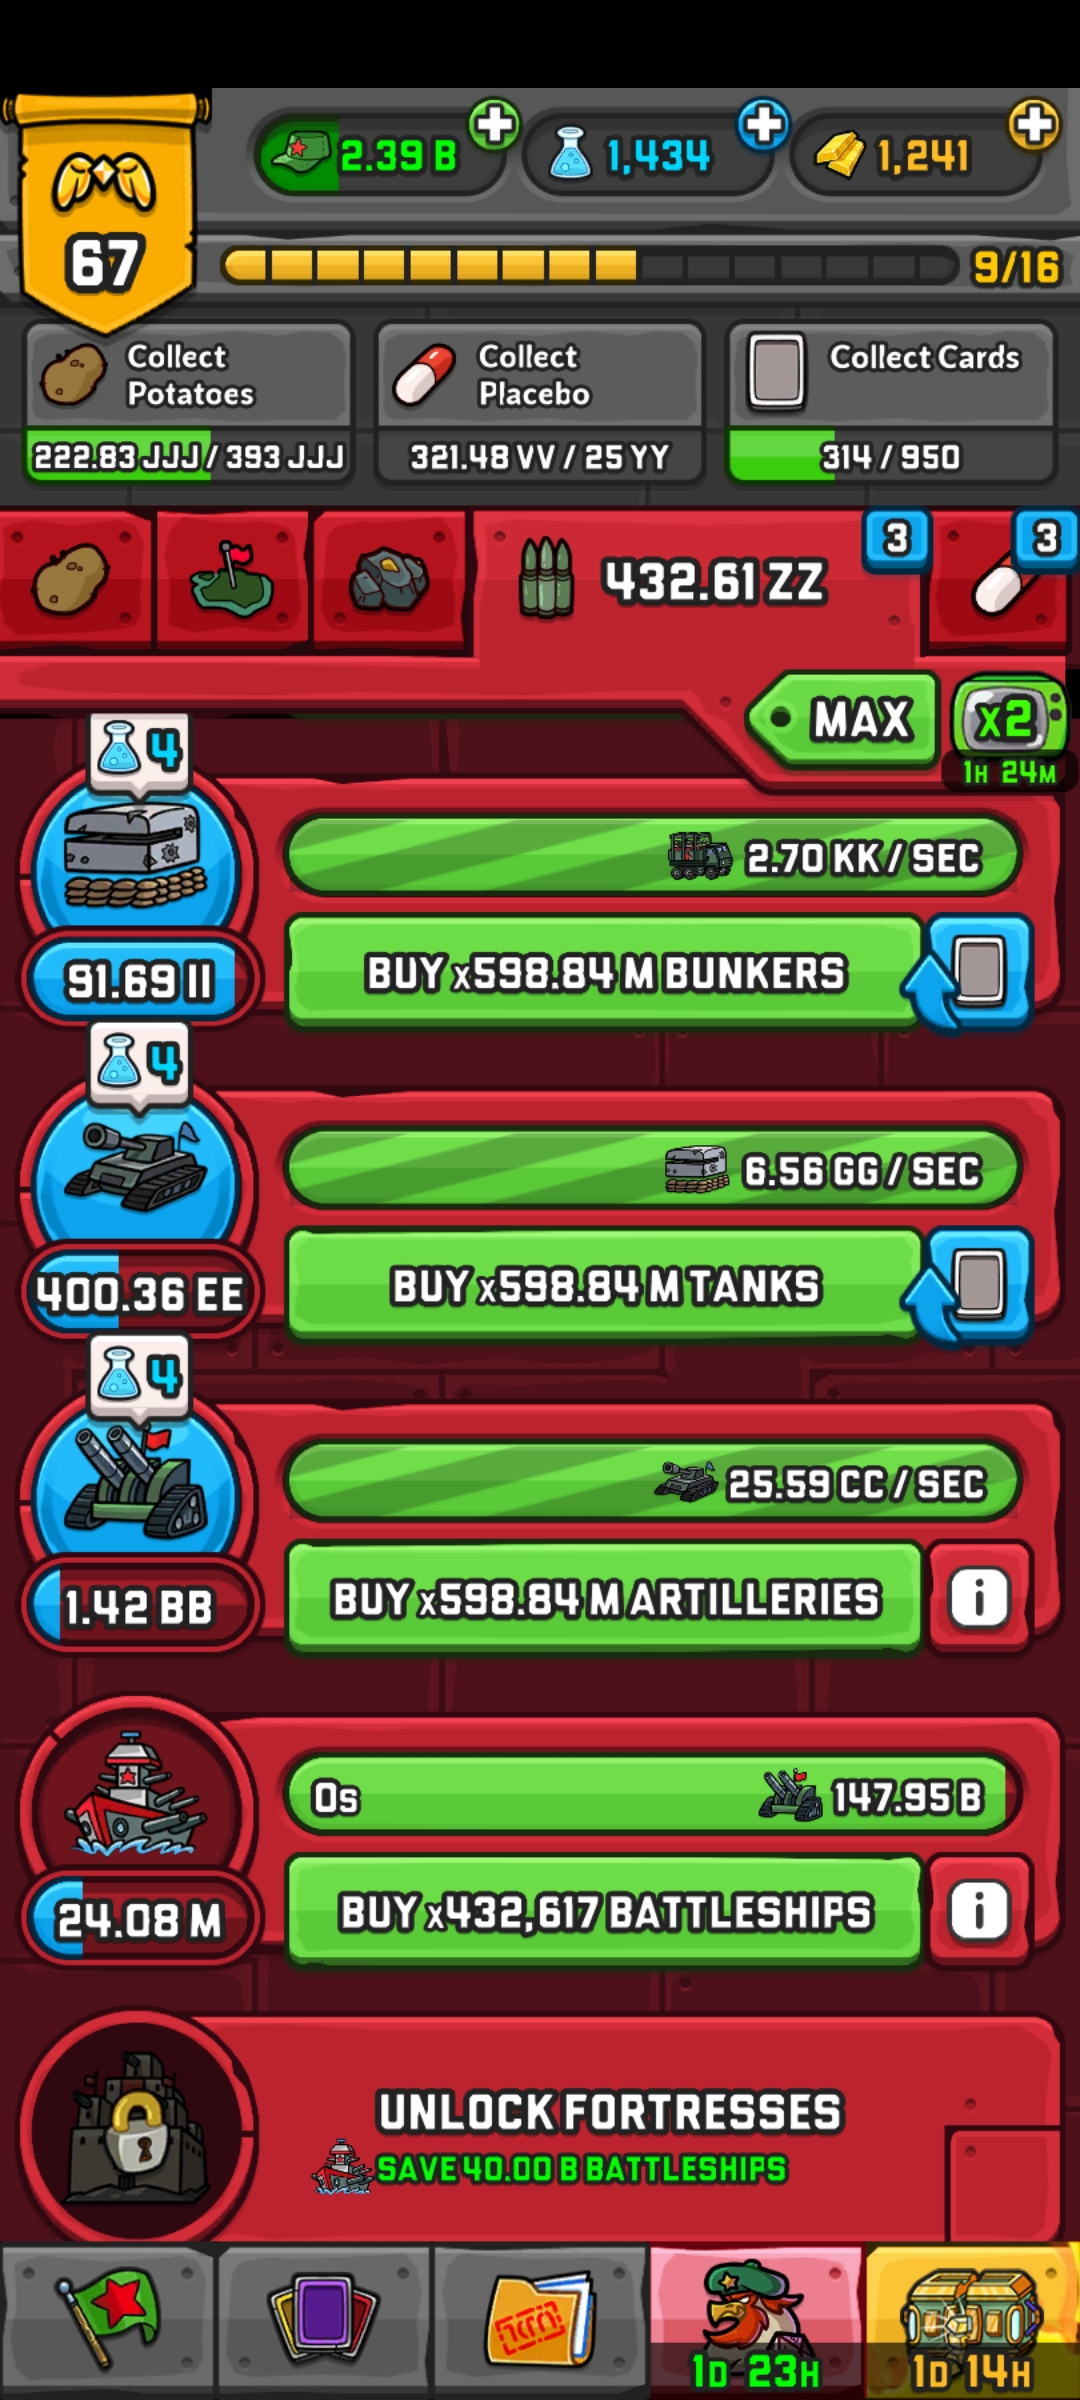 2.39 B
1,434
1,241
67
9/16
Collect
Potatoes
222.83 JJJ / 393 JJJ
Collect
Placebo
321.48 VV / 25 YY
Collect Cards
314 / 950
432.61 ZZ
3
3
MAX
x2
1H 24M
4
2.70 KK / SEC
91.69 II
BUY x598.84 M BUNKERS
4
6.56 GG / SEC
400.36 EE
BUY x598.84 M TANKS
4
25.59 CC / SEC
1.42 BB
BUY x598.84 M ARTILLERIES
i
0s
147.95 B
24.08 M
BUY x432,617 BATTLESHIPS
i
UNLOCK FORTRESSES
SAVE 40.00 B BATTLESHIPS
1D 23H
1D 14H